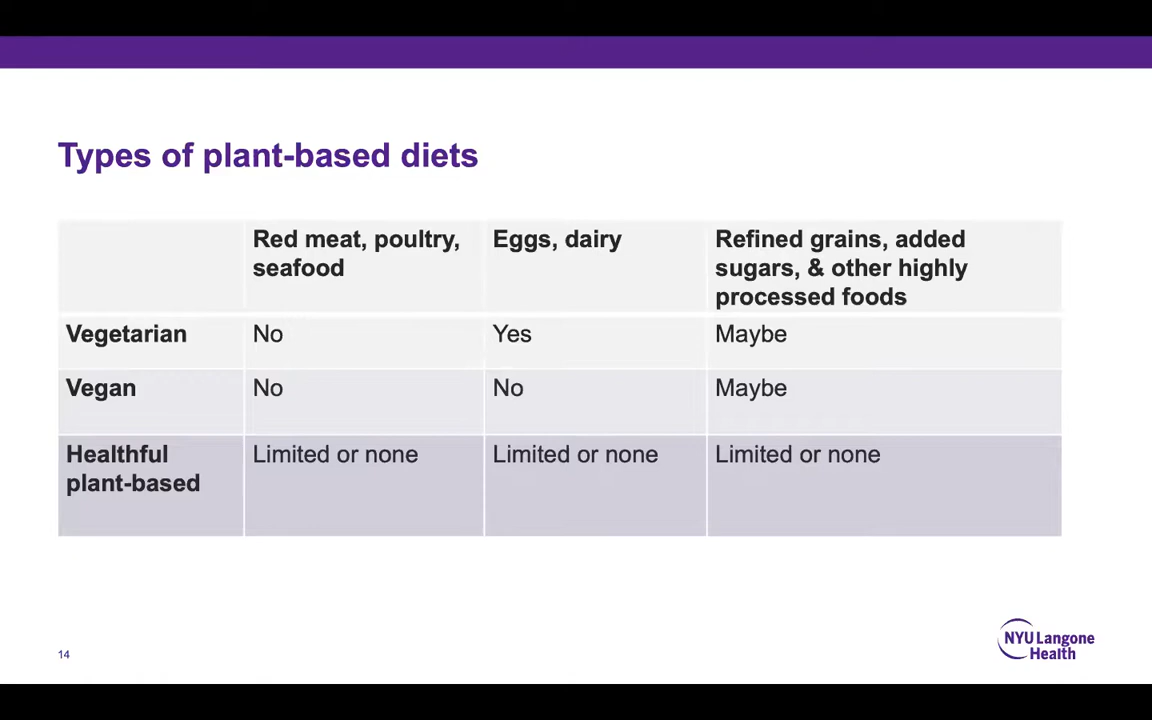 Types of plant-based diets
Red meat, poultry, seafood
Eggs, dairy
Refined grains, added sugars, & other highly processed foods
Vegetarian
No
Yes
Maybe
Vegan
No
No
Maybe
Healthful plant-based
Limited or none
Limited or none
Limited or none
14
NYU Langone
Health